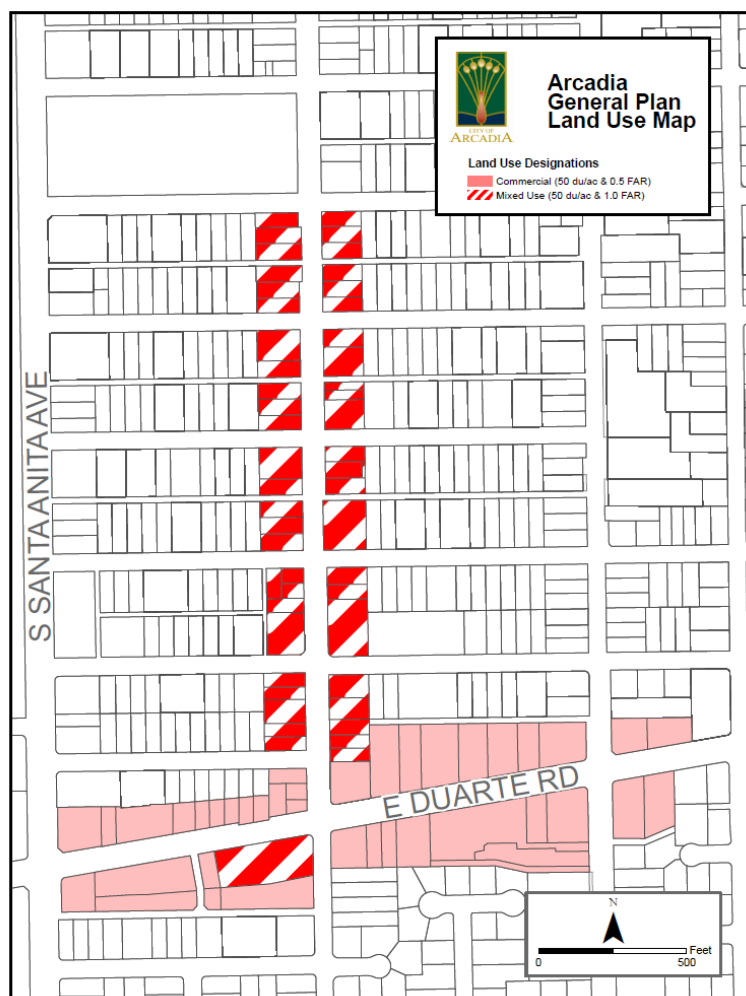 CITY OF
ARCADIA
Arcadia
General Plan
Land Use Map
Land Use Designations
Commercial (50 du/ac & 0.5 FAR)
Mixed Use (50 du/ac & 1.0 FAR)
S SANTA ANITA AVE
E DUARTE RD
N
Feet
0
500